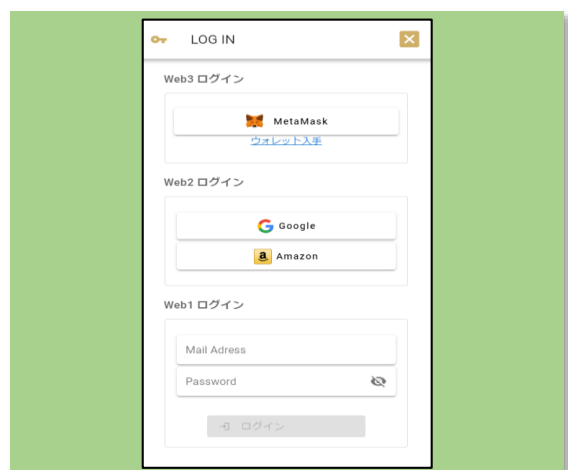 LOG IN
Web3 ログイン
MetaMask
ウォレット入手
Web2 ログイン
Google
Amazon
Web1 ログイン
Mail Adress
Password
ログイン